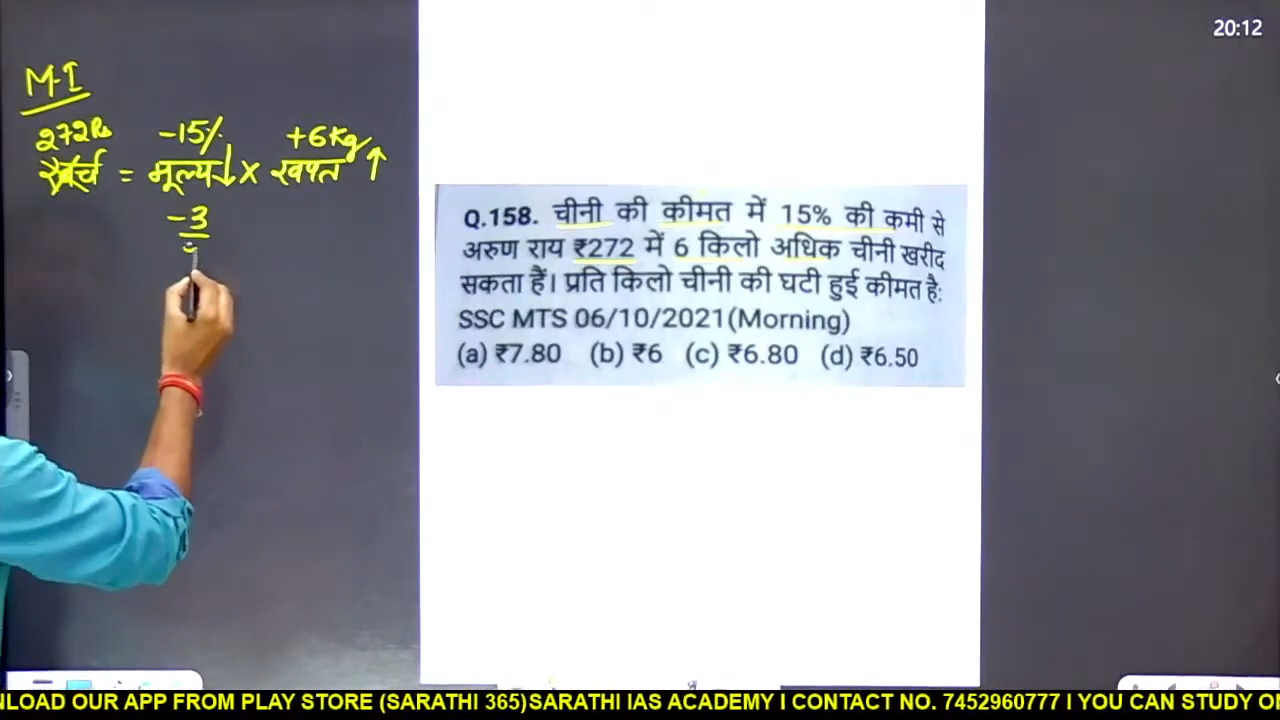 20:12
M-I
272Rs -15% +6Kg
खर्च = मूल्य↓ × खपत ↑
-3
Q.158. चीनी की कीमत में 15% की कमी से
अरुण राय ₹272 में 6 किलो अधिक चीनी खरीद
सकता हैं। प्रति किलो चीनी की घटी हुई कीमत है:
SSC MTS 06/10/2021(Morning)
(a) ₹7.80 (b) ₹6 (c) ₹6.80 (d) ₹6.50
NLOAD OUR APP FROM PLAY STORE (SARATHI 365)SARATHI IAS ACADEMY I CONTACT NO. 7452960777 I YOU CAN STUDY O